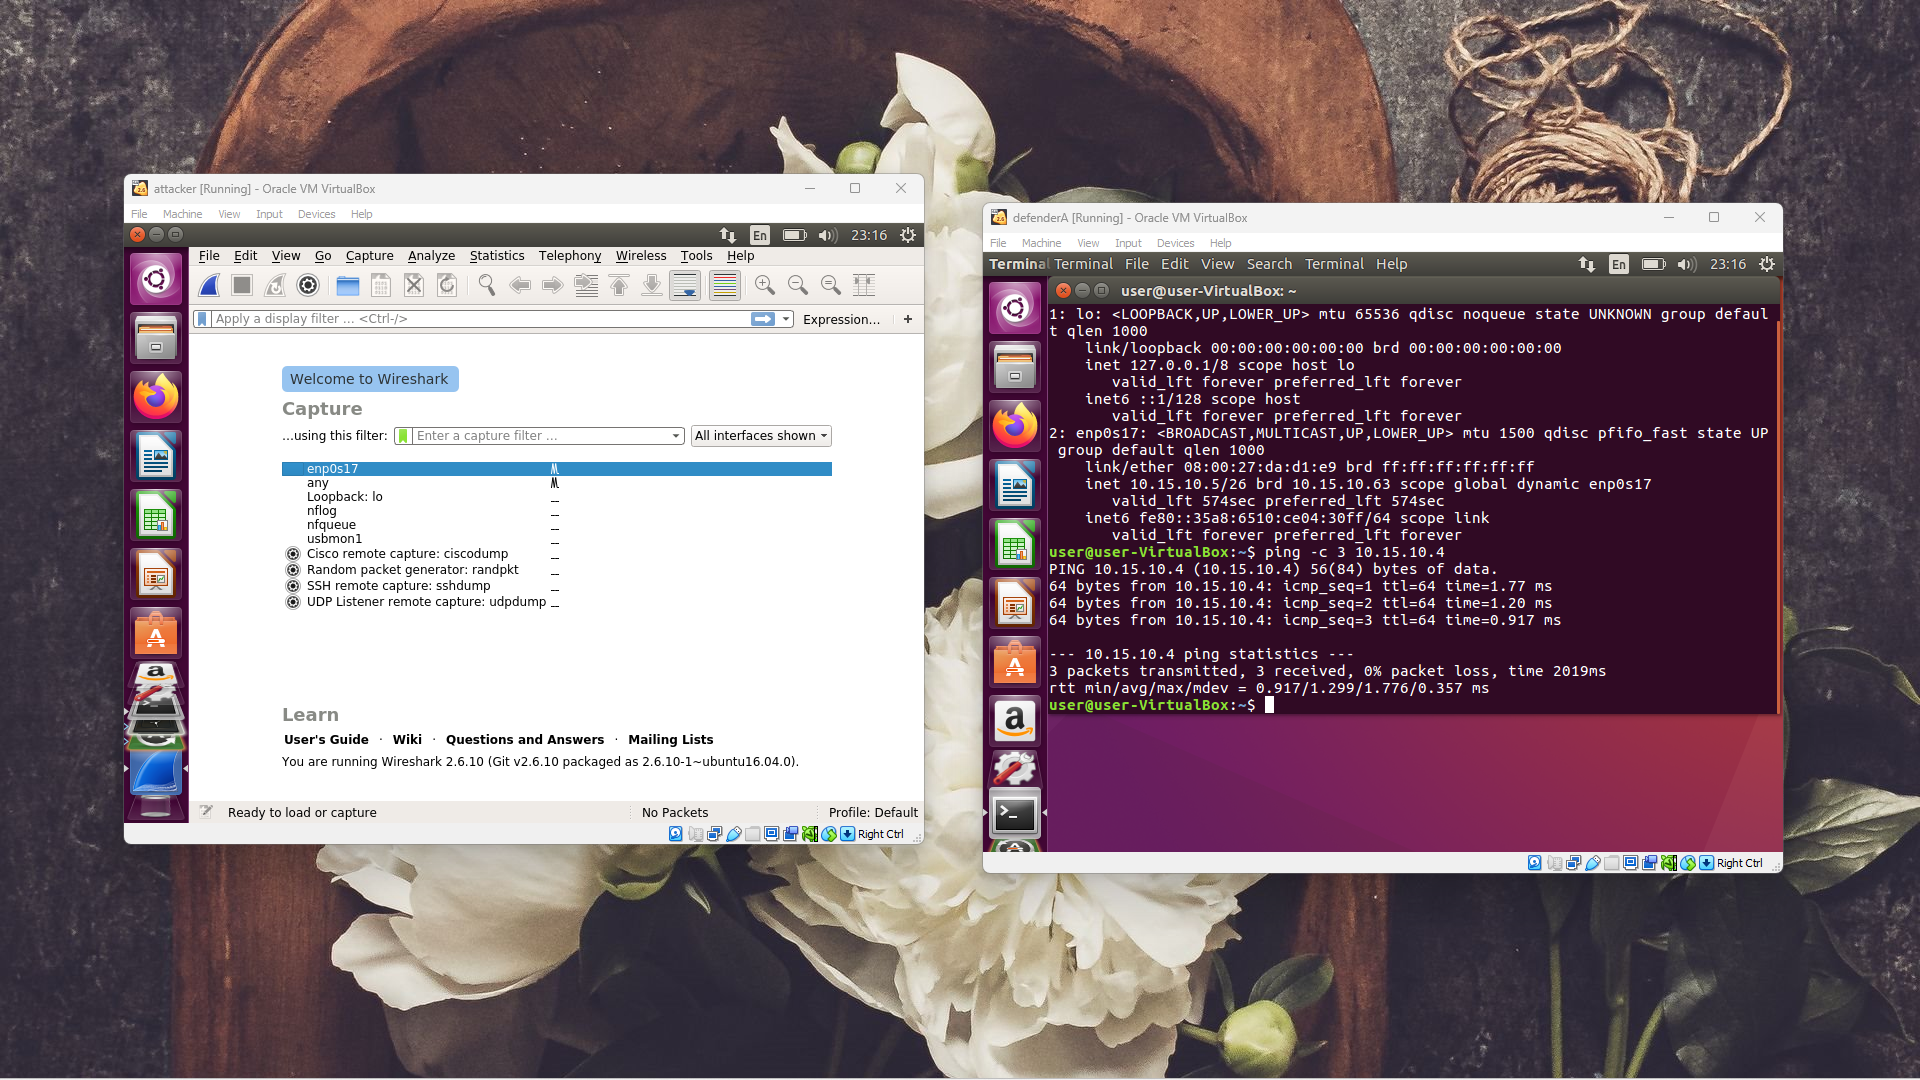 attacker [Running] - Oracle VM VirtualBox
File Machine View Input Devices Help
En 23:16
File Edit View Go Capture Analyze Statistics Telephony Wireless Tools Help
Apply a display filter ... <Ctrl-/> Expression... +
Welcome to Wireshark
Capture
...using this filter: Enter a capture filter ... All interfaces shown
enp0s17
any
Loopback: lo
nflog
nfqueue
usbmon1
Cisco remote capture: ciscodump
Random packet generator: randpkt
SSH remote capture: sshdump
UDP Listener remote capture: udpdump
Learn
User's Guide · Wiki · Questions and Answers · Mailing Lists
You are running Wireshark 2.6.10 (Git v2.6.10 packaged as 2.6.10-1~ubuntu16.04.0).
Ready to load or capture No Packets Profile: Default
Right Ctrl
defenderA [Running] - Oracle VM VirtualBox
File Machine View Input Devices Help
Terminal Terminal File Edit View Search Terminal Help En 23:16
user@user-VirtualBox: ~
1: lo: <LOOPBACK,UP,LOWER_UP> mtu 65536 qdisc noqueue state UNKNOWN group defaul
t qlen 1000
link/loopback 00:00:00:00:00:00 brd 00:00:00:00:00:00
inet 127.0.0.1/8 scope host lo
valid_lft forever preferred_lft forever
inet6 ::1/128 scope host
valid_lft forever preferred_lft forever
2: enp0s17: <BROADCAST,MULTICAST,UP,LOWER_UP> mtu 1500 qdisc pfifo_fast state UP
group default qlen 1000
link/ether 08:00:27:da:d1:e9 brd ff:ff:ff:ff:ff:ff
inet 10.15.10.5/26 brd 10.15.10.63 scope global dynamic enp0s17
valid_lft 574sec preferred_lft 574sec
inet6 fe80::35a8:6510:ce04:30ff/64 scope link
valid_lft forever preferred_lft forever
user@user-VirtualBox:~$ ping -c 3 10.15.10.4
PING 10.15.10.4 (10.15.10.4) 56(84) bytes of data.
64 bytes from 10.15.10.4: icmp_seq=1 ttl=64 time=1.77 ms
64 bytes from 10.15.10.4: icmp_seq=2 ttl=64 time=1.20 ms
64 bytes from 10.15.10.4: icmp_seq=3 ttl=64 time=0.917 ms
--- 10.15.10.4 ping statistics ---
3 packets transmitted, 3 received, 0% packet loss, time 2019ms
rtt min/avg/max/mdev = 0.917/1.299/1.776/0.357 ms
user@user-VirtualBox:~$
Right Ctrl